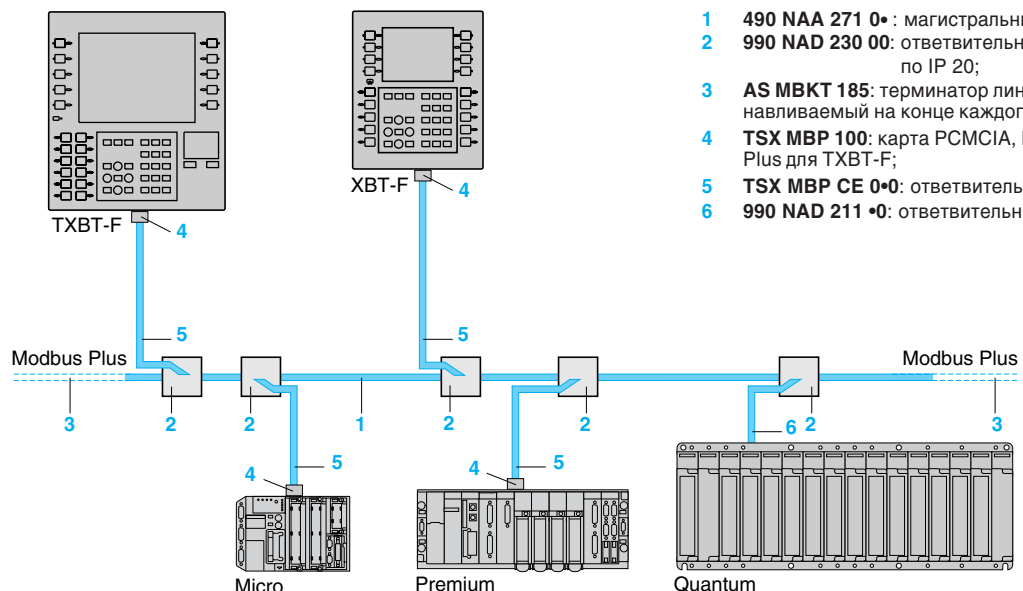 1 490 NAA 271 0• : магистральн
2 990 NAD 230 00: ответвительн
по IP 20;
3 AS MBKT 185: терминатор лин
навливаемый на конце каждог
4 TSX MBP 100: карта PCMCIA,
Plus для TXBT-F;
5 TSX MBP CE 0•0: ответвитель
6 990 NAD 211 •0: ответвительн
TXBT-F
4
XBT-F
4
5
5
Modbus Plus
Modbus Plus
3
2
2
1
2
2
6
2
3
4
5
4
5
Micro
Premium
Quantum